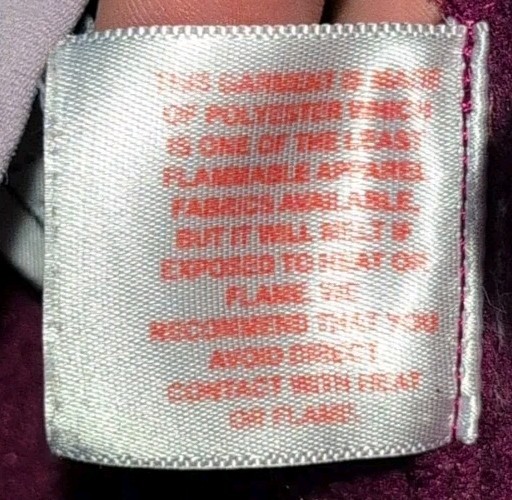 THIS GARMENT IS MADE
OF POLYESTER WHICH
IS ONE OF THE LEAST
FLAMMABLE APPAREL
FABRICS AVAILABLE,
BUT IT WILL MELT IF
EXPOSED TO HEAT OR
FLAME. WE
RECOMMEND THAT YOU
AVOID DIRECT
CONTACT WITH HEAT
OR FLAME.